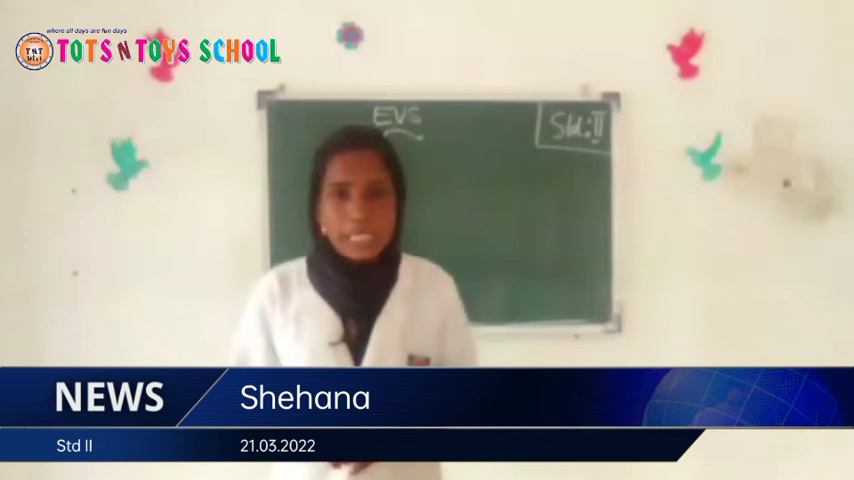 where all days are fun days
TNT
TOTS N TOYS SCHOOL
EVS
Std:II
NEWS
Shehana
Std II
21.03.2022